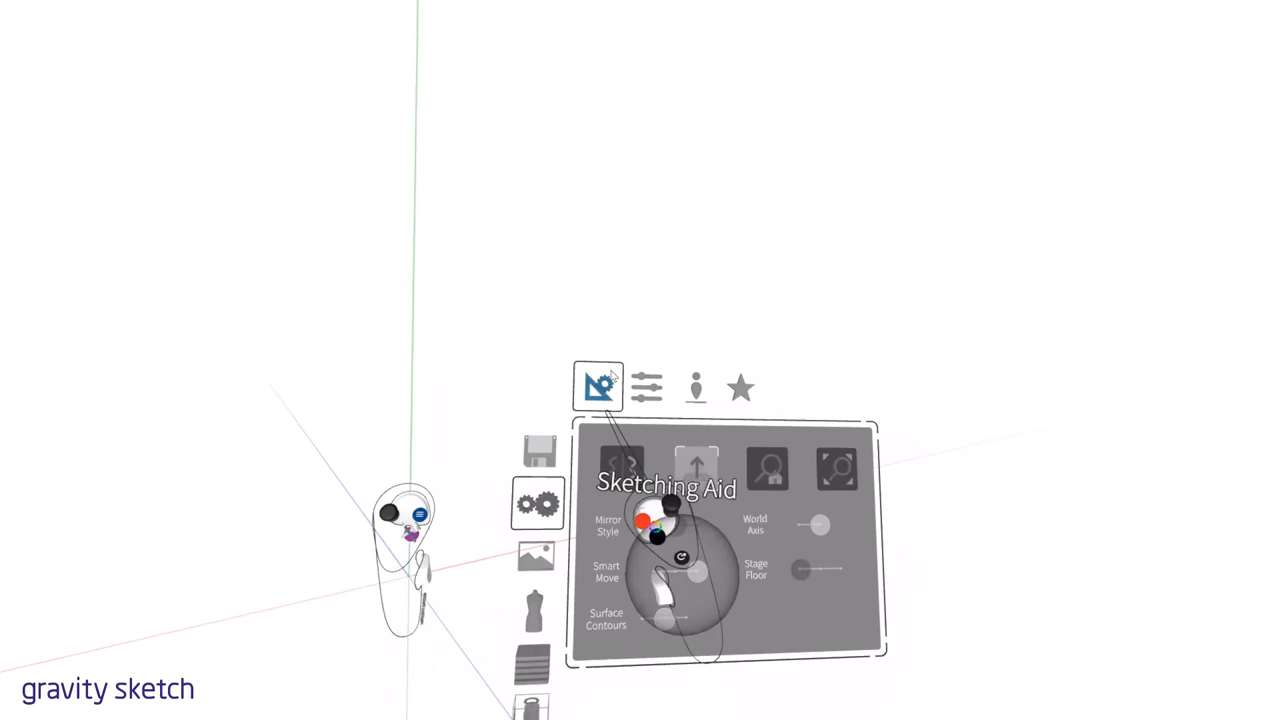 Sketching Aid
Mirror
Style
World
Axis
Smart
Move
Stage
Floor
Surface
Contours
gravity sketch